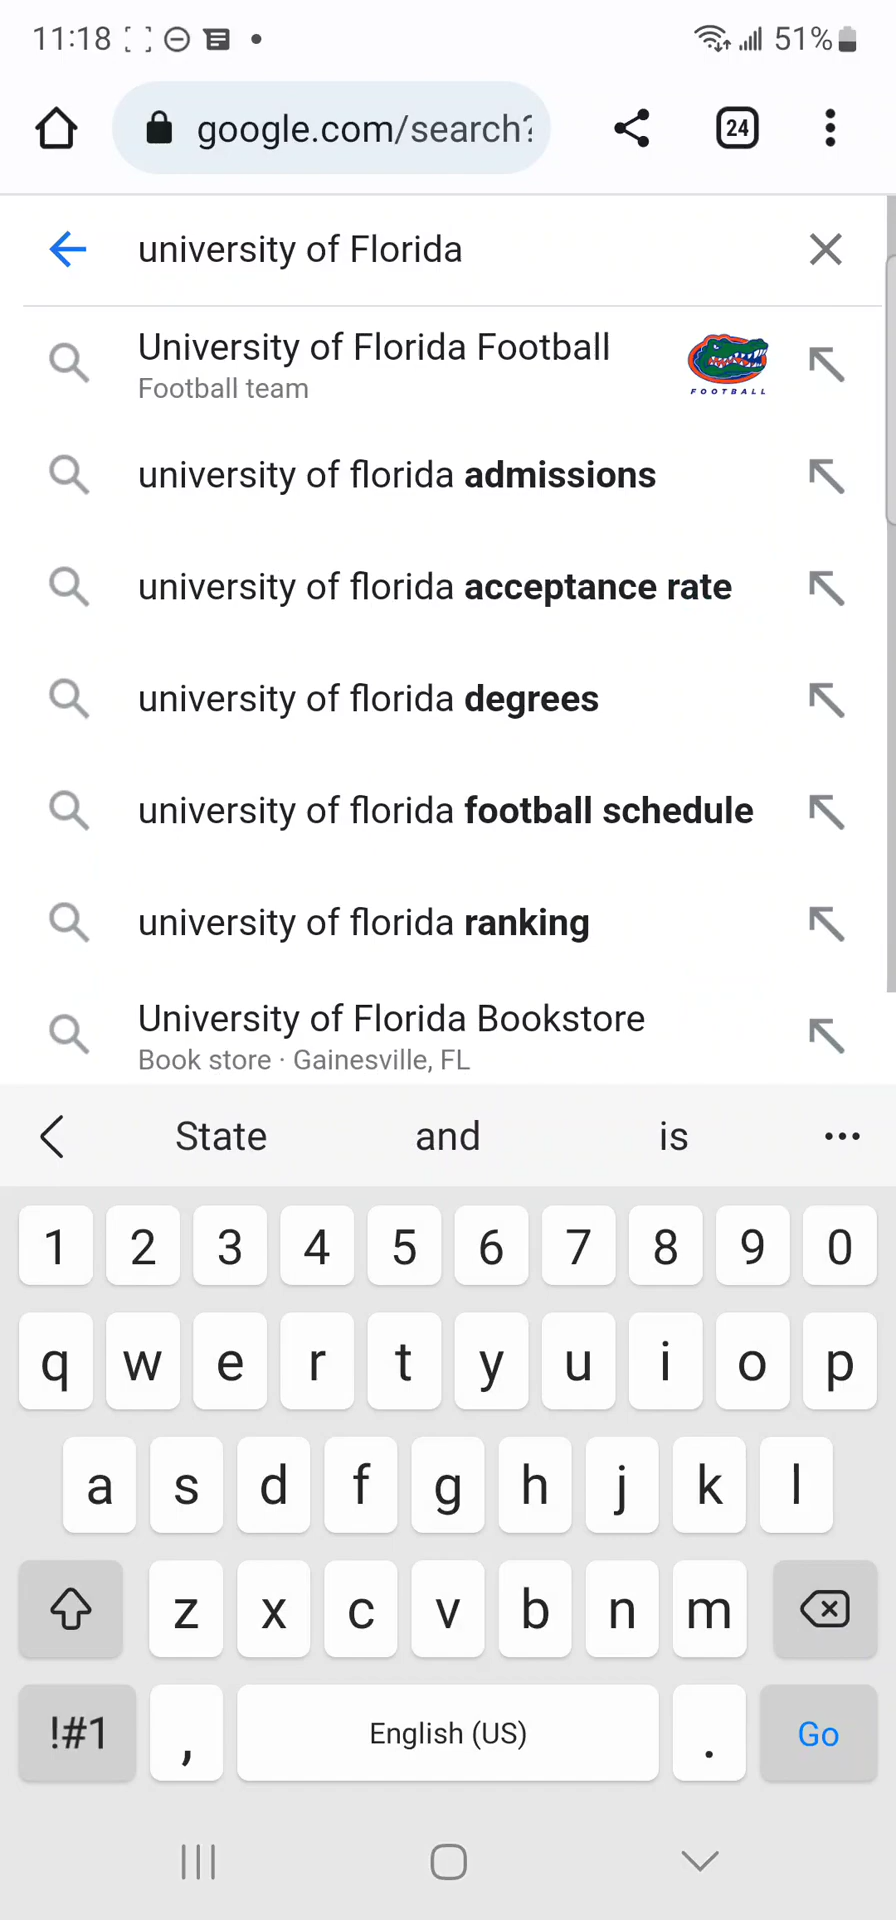 11:18 51%
google.com/search?
24
university of Florida
University of Florida Football
Football team
FOOTBALL
university of florida admissions
university of florida acceptance rate
university of florida degrees
university of florida football schedule
university of florida ranking
University of Florida Bookstore
Book store · Gainesville, FL
State and is
1 2 3 4 5 6 7 8 9 0
q w e r t y u i o p
a s d f g h j k l
z x c v b n m
!#1 , English (US) . Go